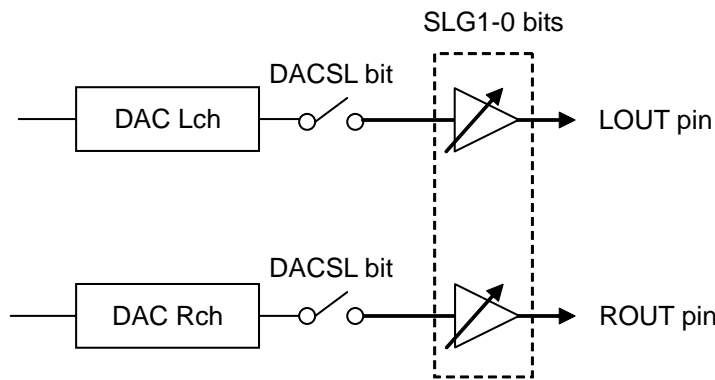 SLG1-0 bits
DACSL bit
DAC Lch
LOUT pin
DACSL bit
DAC Rch
ROUT pin